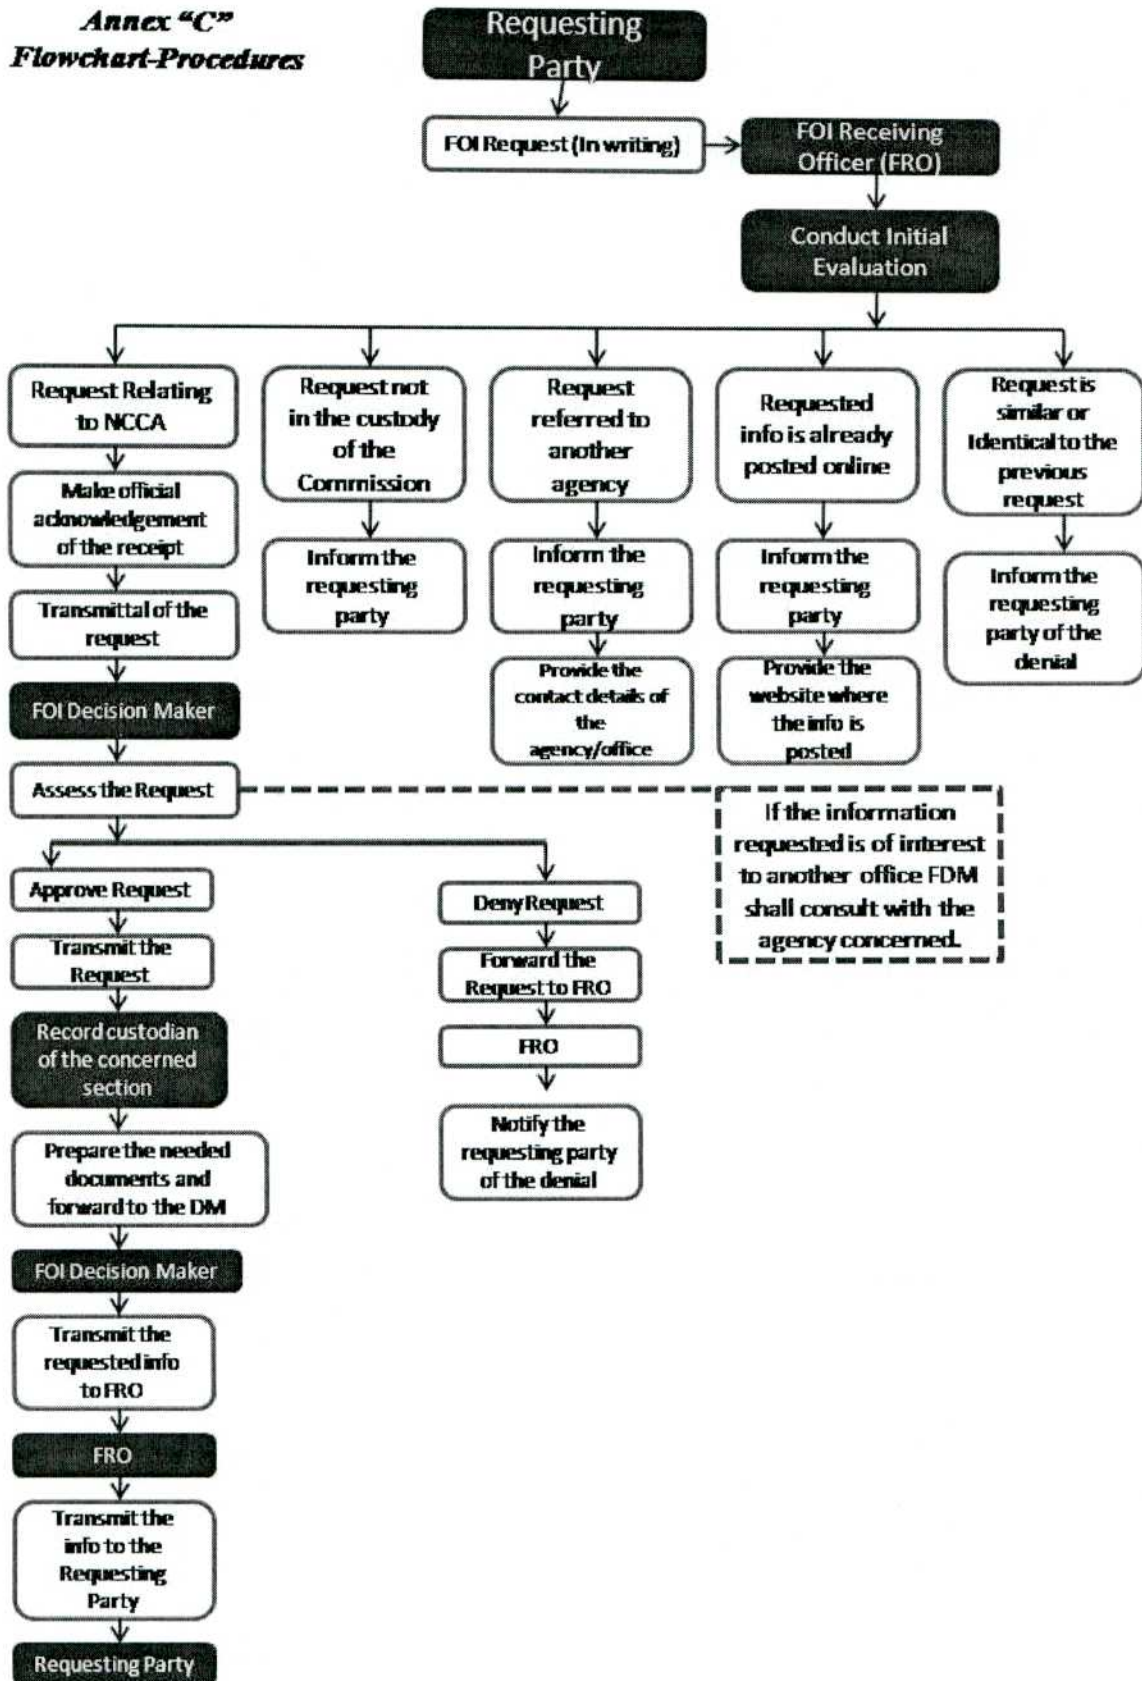 Annex “C”
Flowchart-Procedures
Requesting
Party
FOI Request (In writing)
FOI Receiving
Officer (FRO)
Conduct Initial
Evaluation
Request Relating
to NCCA
Make official
acknowledgement
of the receipt
Transmittal of the
request
FOI Decision Maker
Assess the Request
Request not
in the custody
of the
Commission
Inform the
requesting
party
Request
referred to
another
agency
Inform the
requesting
party
Provide the
contact details of
the
agency/office
Requested
info is already
posted online
Inform the
requesting
party
Provide the
website where
the info is
posted
Request is
similar or
Identical to the
previous
request
Inform the
requesting
party of the
denial
If the information
requested is of interest
to another office FDM
shall consult with the
agency concerned.
Approve Request
Transmit the
Request
Record custodian
of the concerned
section
Prepare the needed
documents and
forward to the DM
FOI Decision Maker
Transmit the
requested info
to FRO
FRO
Transmit the
info to the
Requesting
Party
Requesting Party
Deny Request
Forward the
Request to FRO
FRO
Notify the
requesting party
of the denial